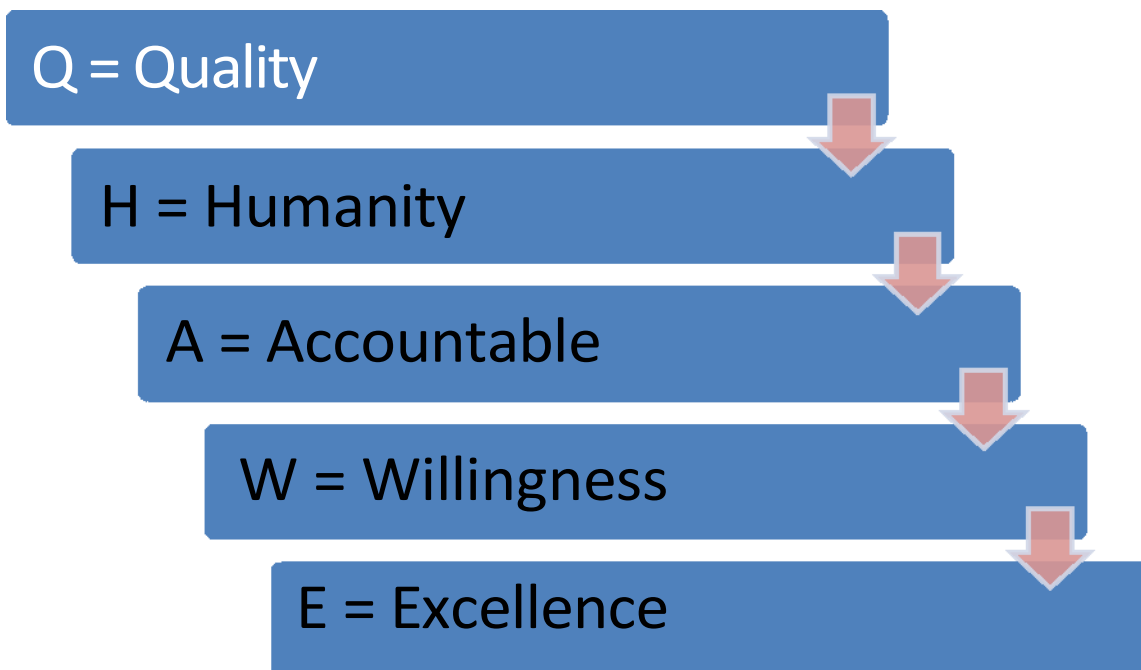 Q = Quality
H = Humanity
A = Accountable
W = Willingness
E = Excellence